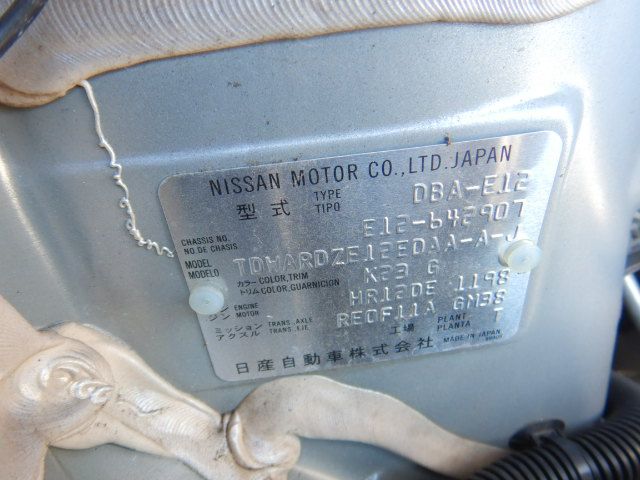 NISSAN MOTOR CO.,LTD. JAPAN
型式 TYPE TIPO DBA-E12
CHASSIS NO. NO DE CHASIS E12-642907
MODEL MODELO TDWARDZE12EDAA-A-J
カラー COLOR,TRIM トリム COLOR,GUARNICION K23 G
ENGINE MOTOR HR12DE 1198
ミッション TRANS.,AXLE アクスル TRANS.,EJE RE0F11A GM38
工場 PLANT PLANTA T
日産自動車株式会社 MADE IN JAPAN